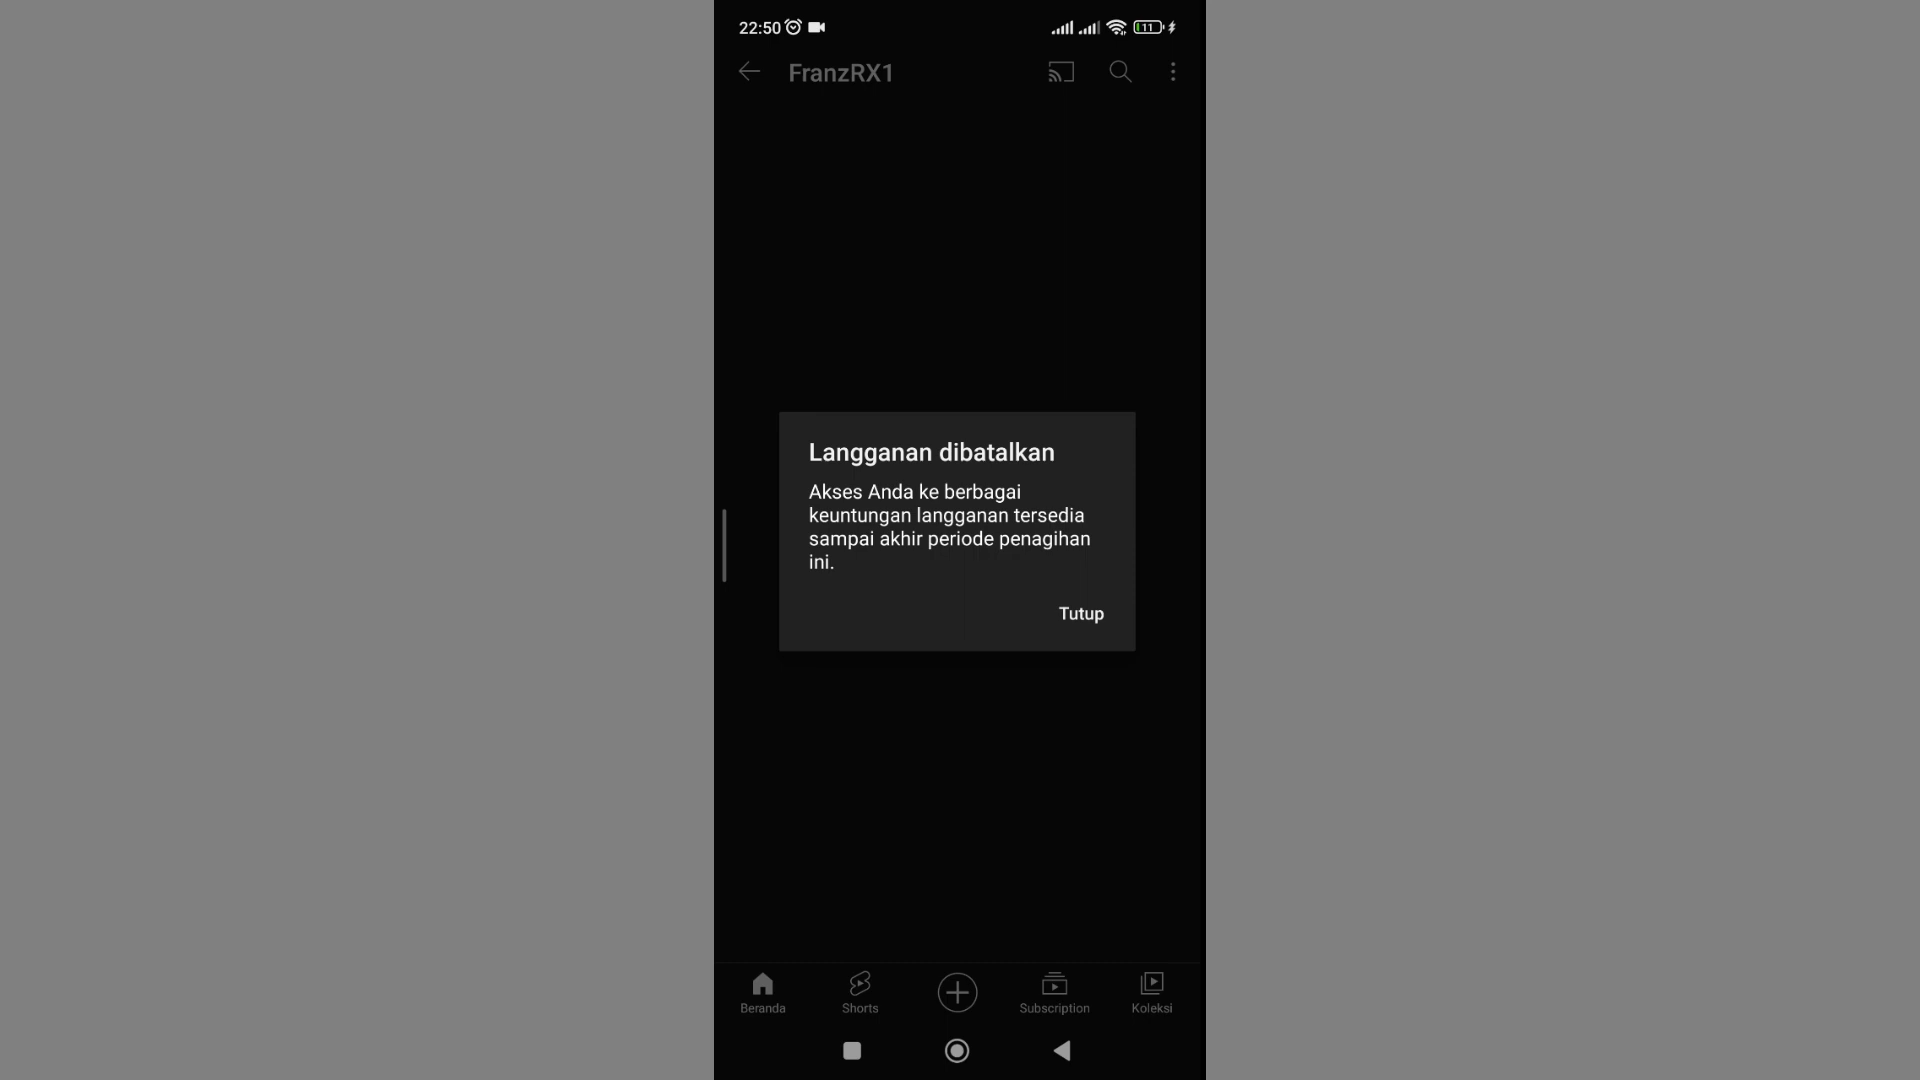 22:50
11
FranzRX1
Langganan dibatalkan
Akses Anda ke berbagai
keuntungan langganan tersedia
sampai akhir periode penagihan
ini.
Tutup
Beranda
Shorts
Subscription
Koleksi